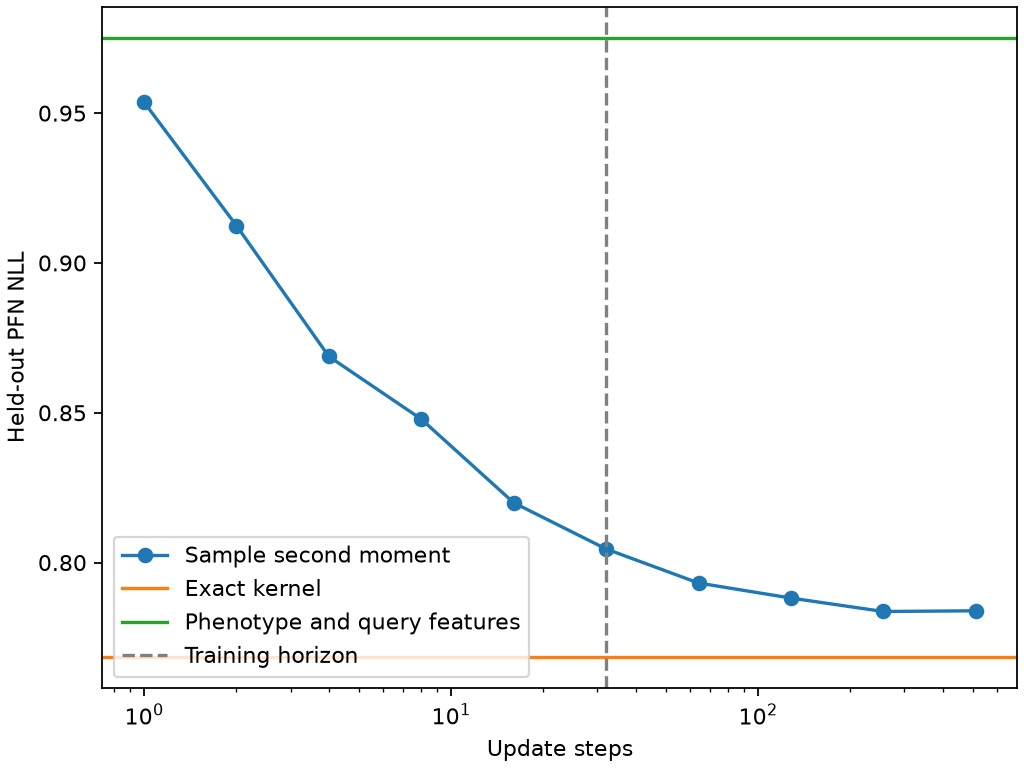 0.95
0.90
0.85
0.80
Held-out PFN NLL
Sample second moment
Exact kernel
Phenotype and query features
Training horizon
10⁰
10¹
10²
Update steps